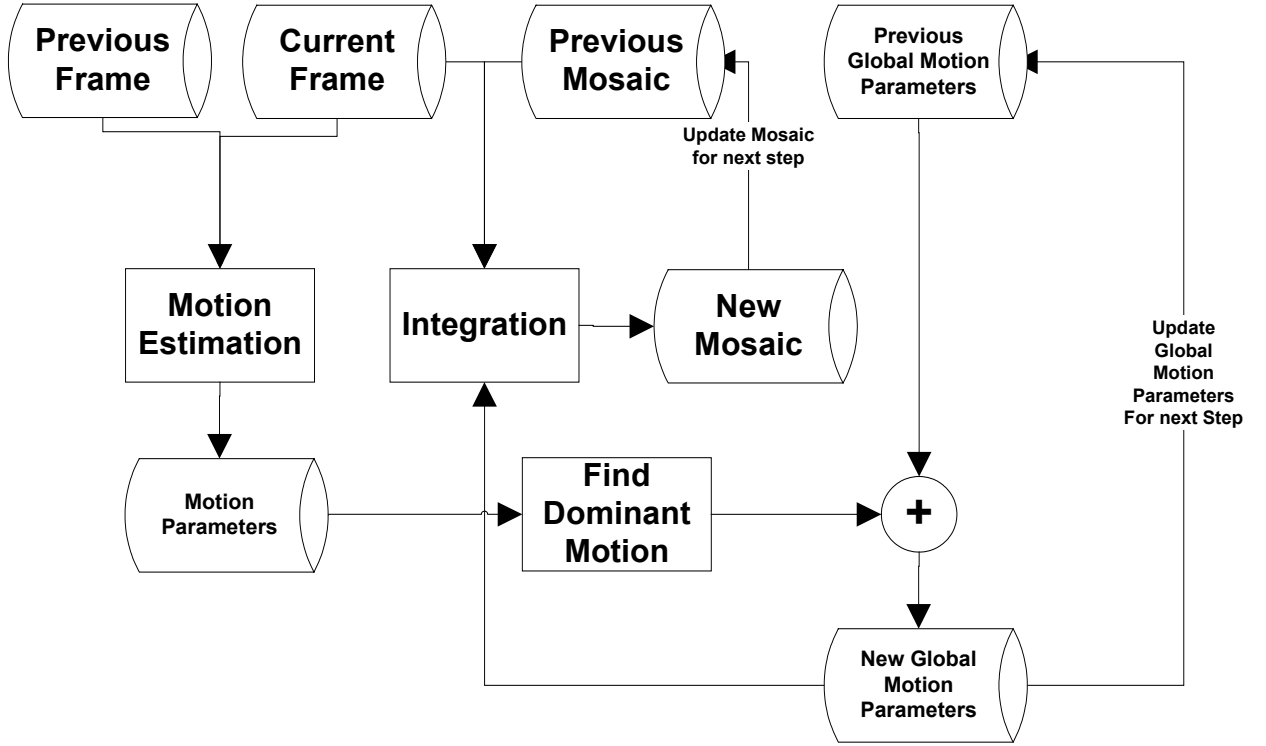 Previous
Frame
Current
Frame
Previous
Mosaic
Previous
Global Motion
Parameters
Update Mosaic
for next step
Motion
Estimation
Integration
New
Mosaic
Update
Global
Motion
Parameters
For next Step
Motion
Parameters
Find
Dominant
Motion
+
New Global
Motion
Parameters